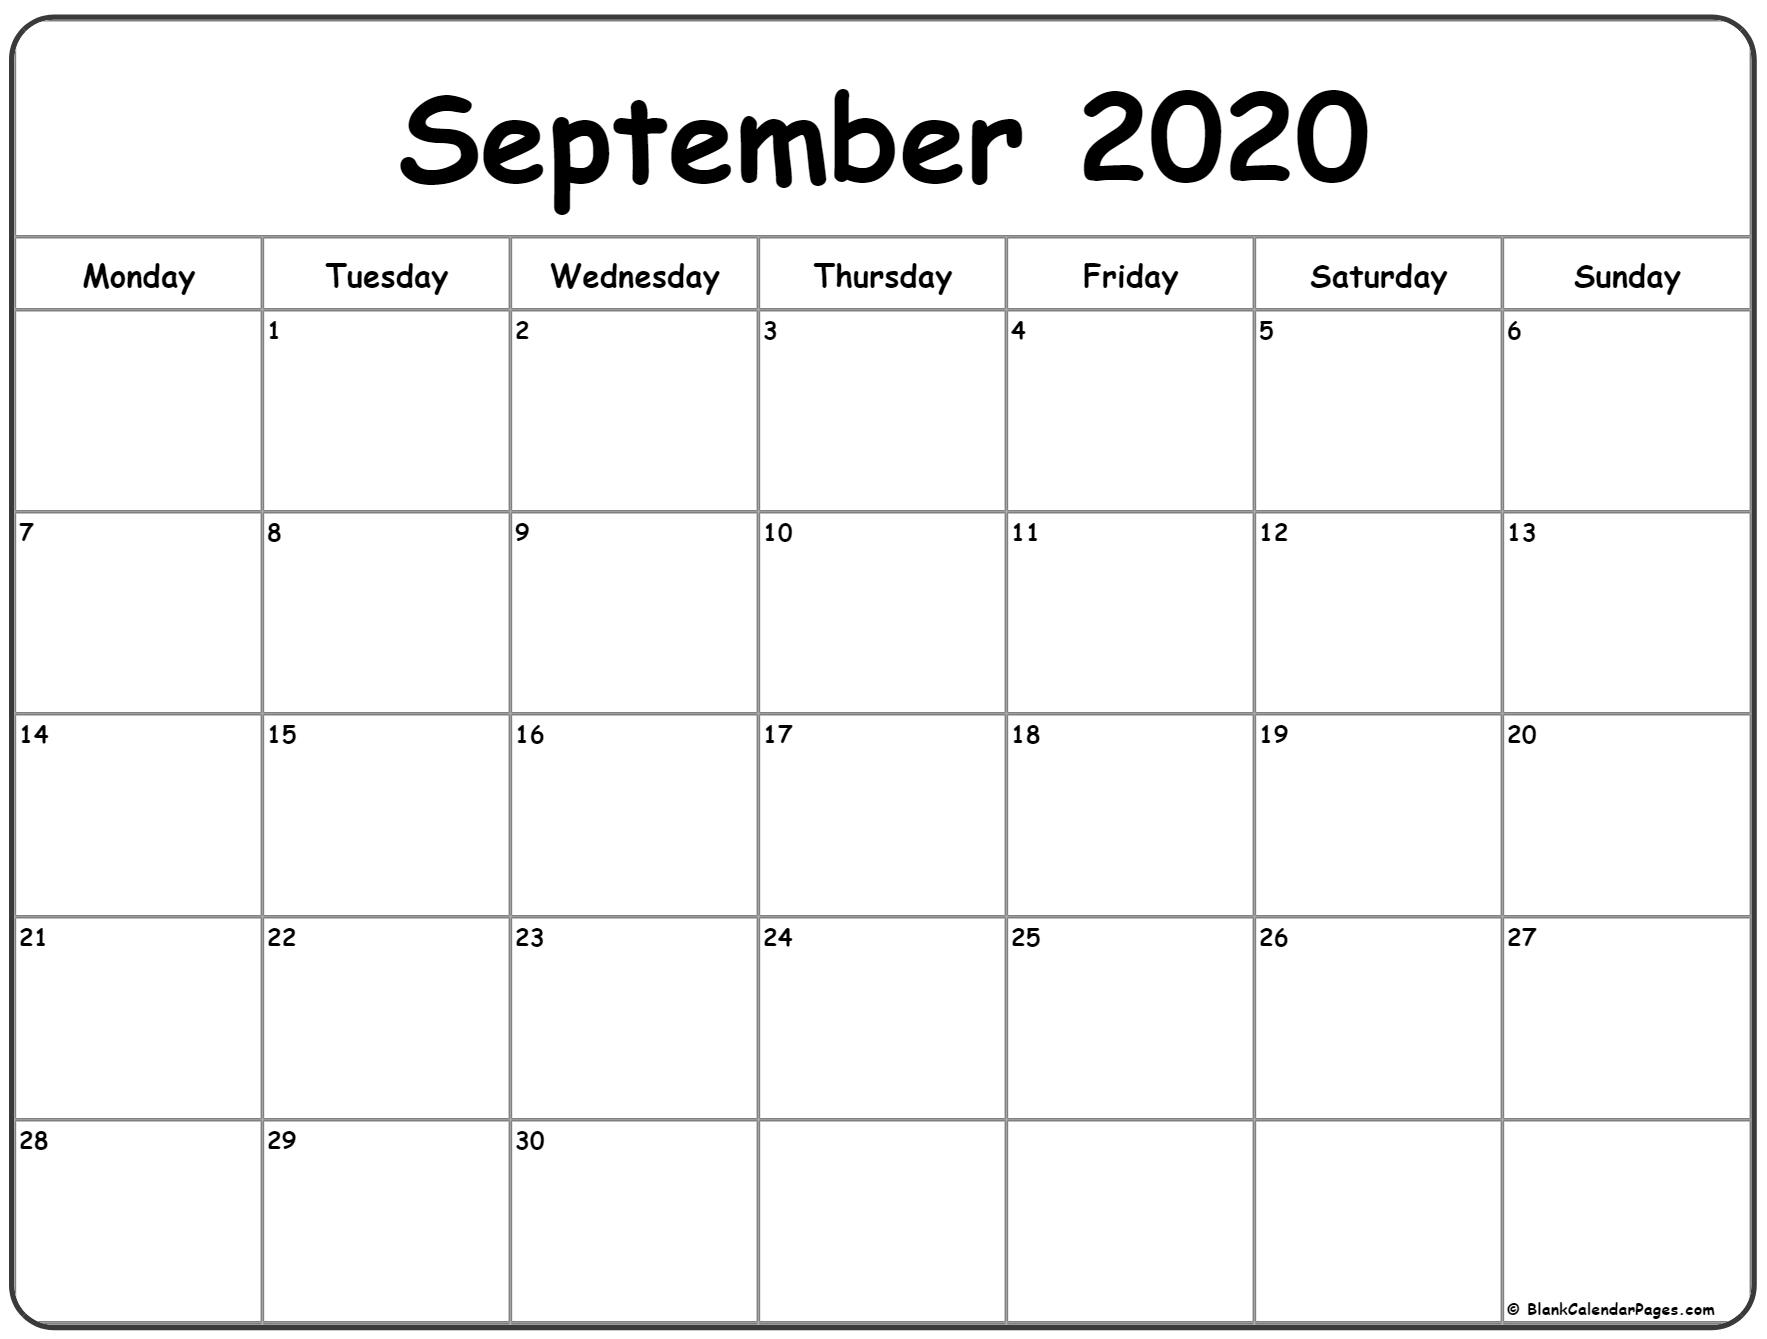 September 2020
Monday Tuesday Wednesday Thursday Friday Saturday Sunday
1 2 3 4 5 6
7 8 9 10 11 12 13
14 15 16 17 18 19 20
21 22 23 24 25 26 27
28 29 30
© BlankCalendarPages.com